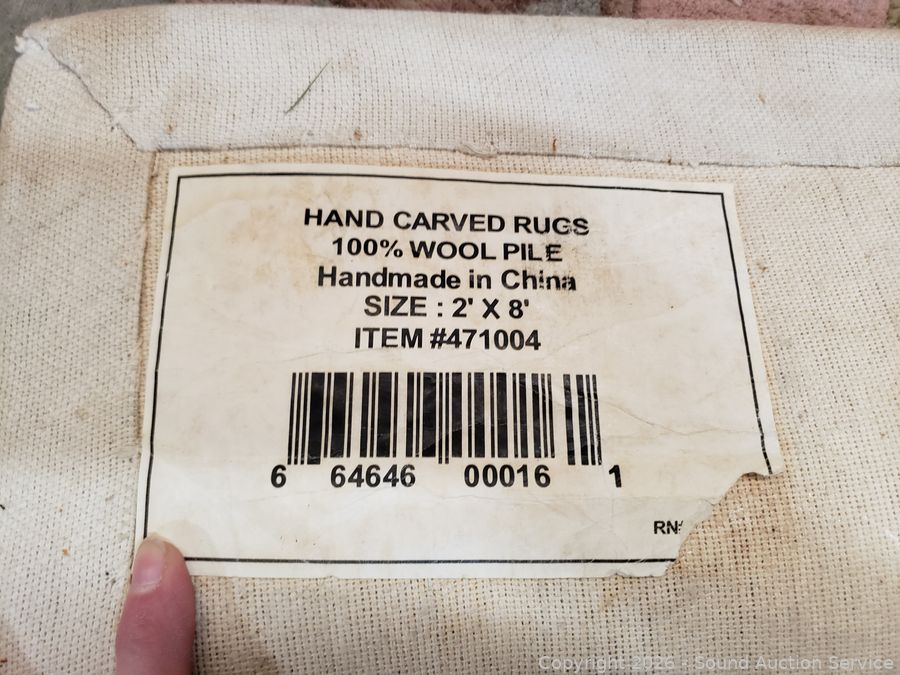 HAND CARVED RUGS
100% WOOL PILE
Handmade in China
SIZE : 2' X 8'
ITEM #471004
6 64646 00016 1
RN#
Copyright 2026 - Sound Auction Service